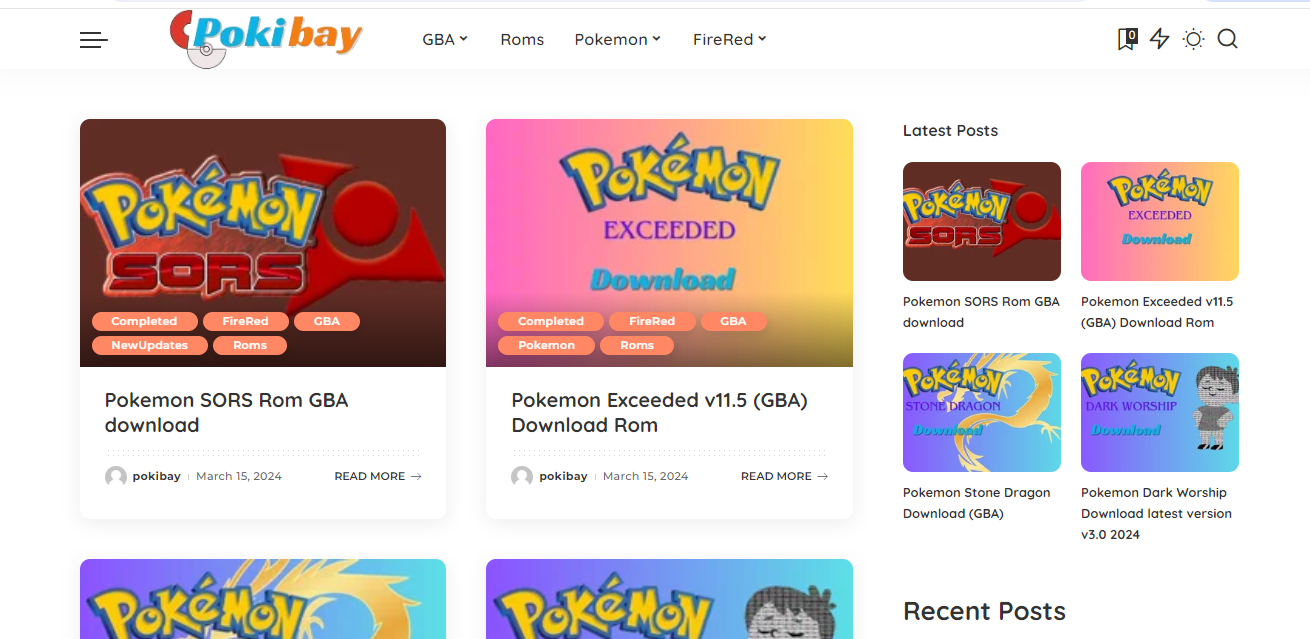 Pokibay
GBA
Roms
Pokemon
FireRed
0
POKéMON
SORS
Completed
FireRed
GBA
NewUpdates
Roms
Pokemon SORS Rom GBA
download
pokibay
March 15, 2024
READ MORE
POKéMON
EXCEEDED
Download
Completed
FireRed
GBA
Pokemon
Roms
Pokemon Exceeded v11.5 (GBA)
Download Rom
pokibay
March 15, 2024
READ MORE
POKéMON
POKéMON
Latest Posts
POKéMON
SORS
Pokemon SORS Rom GBA
download
POKéMON
EXCEEDED
Download
Pokemon Exceeded v11.5
(GBA) Download Rom
POKéMON
STONE DRAGON
Download
Pokemon Stone Dragon
Download (GBA)
POKéMON
DARK WORSHIP
Download
Pokemon Dark Worship
Download latest version
v3.0 2024
Recent Posts